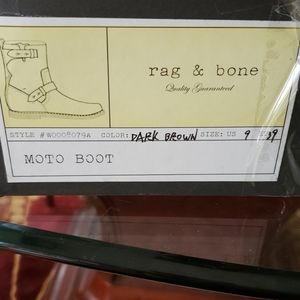 rag & bone
Quality Guaranteed
STYLE #W0008079A COLOR: DARK BROWN SIZE: US 9 39
MOTO BOOT